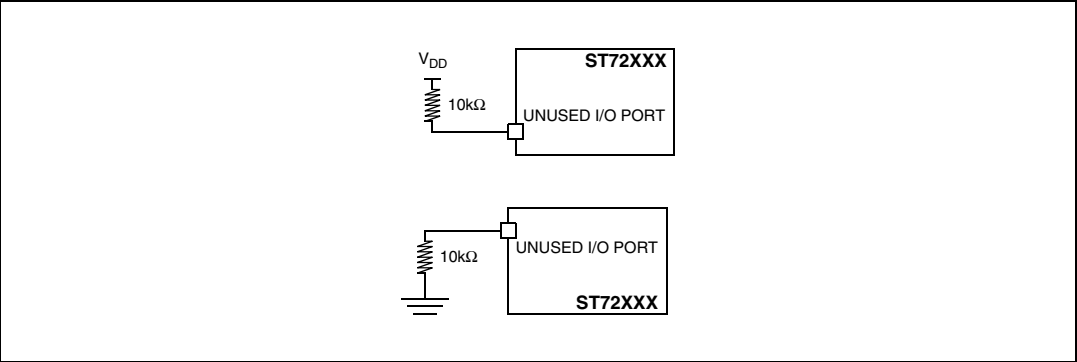 V_DD
ST72XXX
10kΩ
UNUSED I/O PORT
10kΩ
UNUSED I/O PORT
ST72XXX